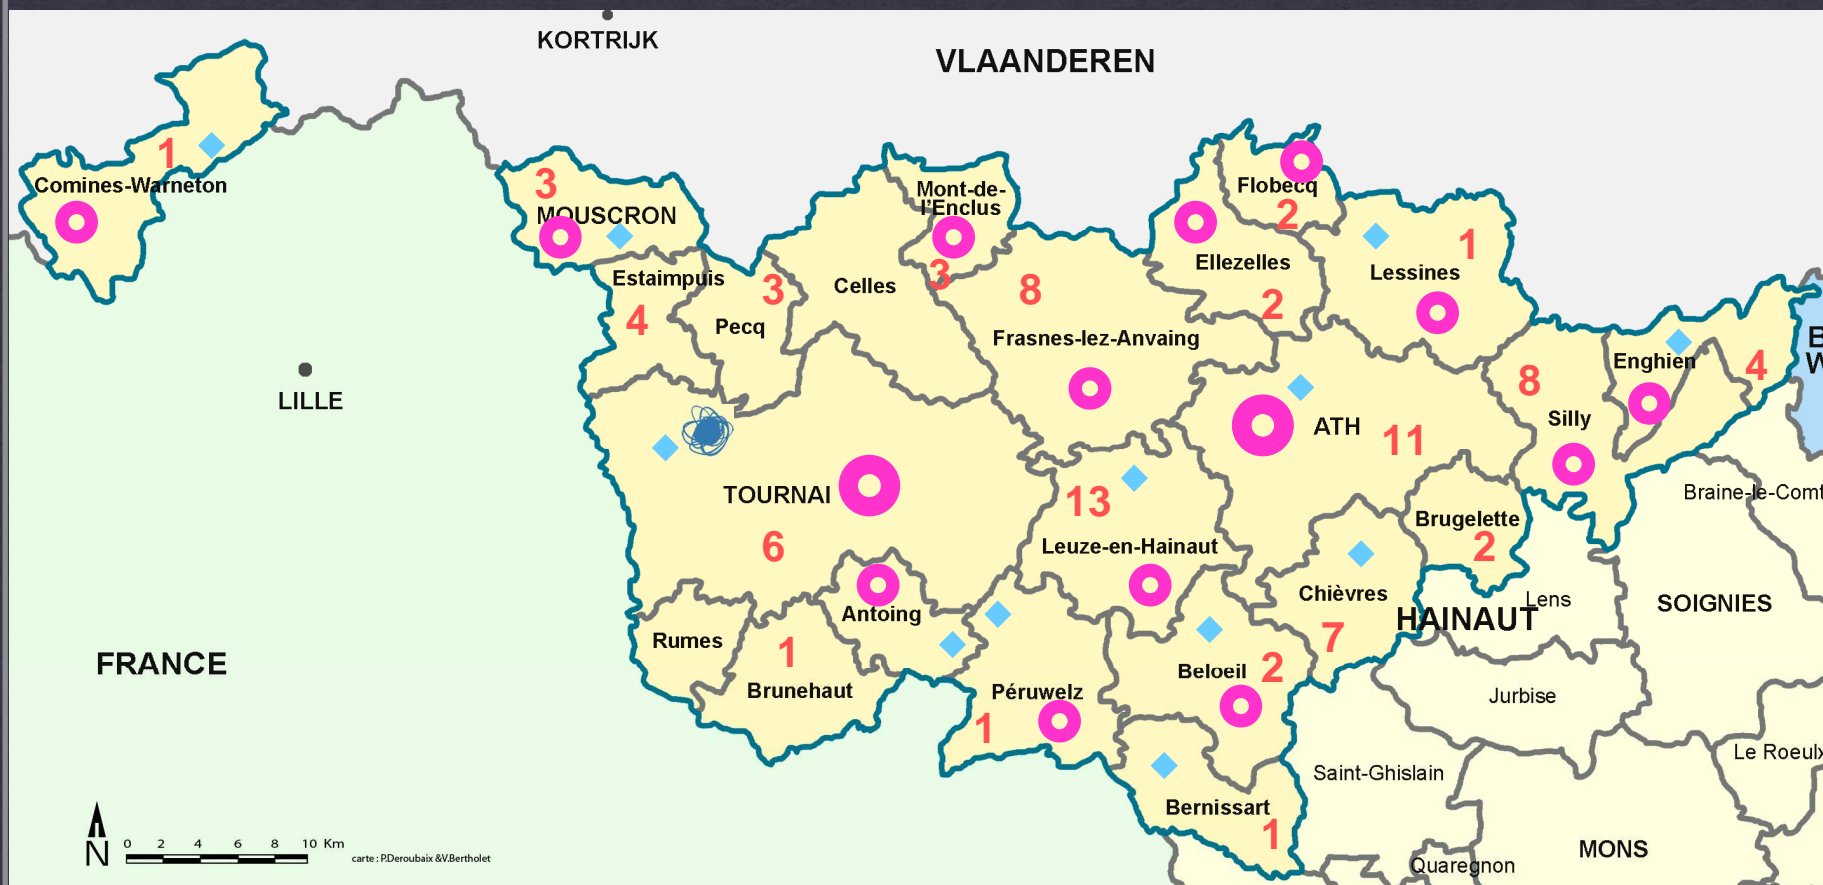 KORTRIJK
VLAANDEREN
1
Comines-Warneton
3
MOUSCRON
Mont-de-
l'Enclus
3
Flobecq
2
Estaimpuis
4
3
Pecq
Celles
8
Frasnes-lez-Anvaing
Ellezelles
2
1
Lessines
B
W
Enghien
4
8
Silly
LILLE
ATH
11
TOURNAI
6
13
Leuze-en-Hainaut
Brugelette
2
Braine-le-Comt
Chièvres
7
HAINAUT
Lens
SOIGNIES
Antoing
Rumes
1
Brunehaut
FRANCE
Péruwelz
1
Beloeil
2
Jurbise
Le Roeulx
Saint-Ghislain
Bernissart
1
MONS
Quaregnon
N
0 2 4 6 8 10 Km
carte : P.Deroubaix &V.Bertholet